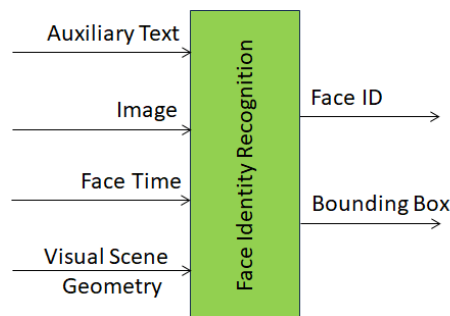 Auxiliary Text
Image
Face Time
Visual Scene
Geometry
Face Identity Recognition
Face ID
Bounding Box